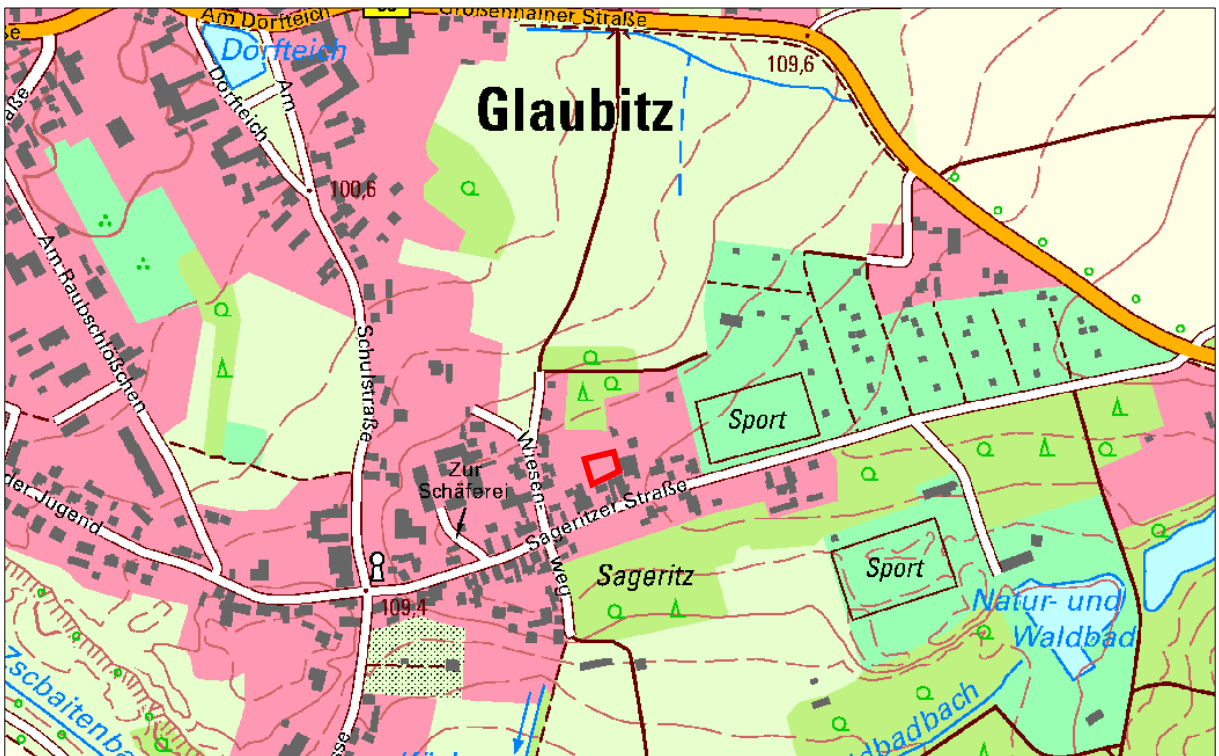 Am Dorfteich
Großenhainer Straße
Dorfteich
Am
Dorfteich
109,6
Glaubitz
100,6
Am Raubschlößchen
Schulstraße
Sport
Zur
Schäferei
Wiesen-
weg
Sageritzer Straße
der Jugend
109,4
Sageritz
Sport
Natur- und
Waldbad